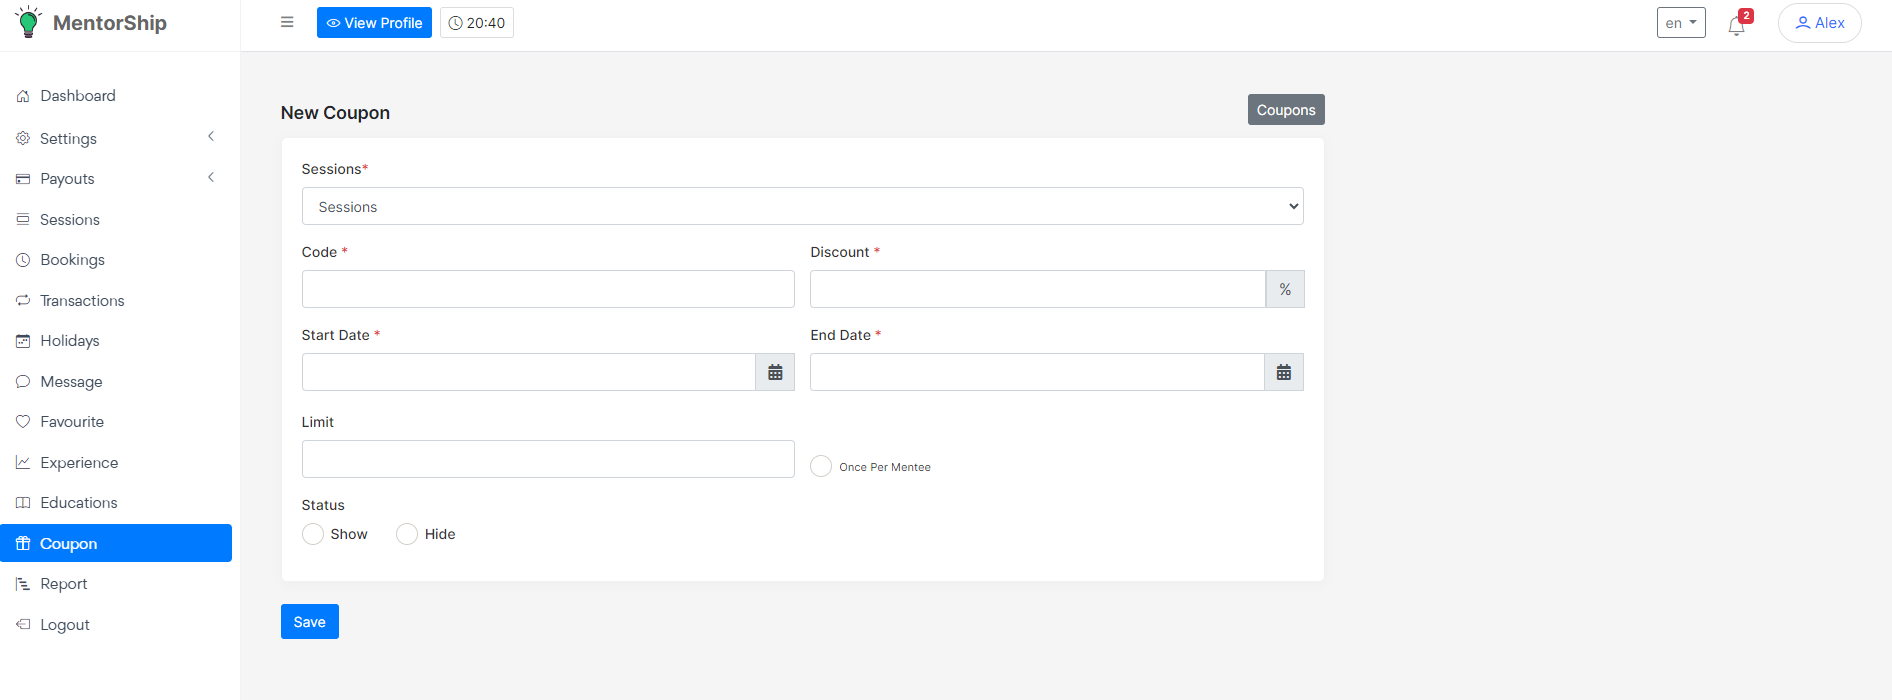 MentorShip
View Profile
20:40
en
2
Alex
Dashboard
Settings
Payouts
Sessions
Bookings
Transactions
Holidays
Message
Favourite
Experience
Educations
Coupon
Report
Logout
New Coupon
Coupons
Sessions*
Sessions
Code *
Discount *
%
Start Date *
End Date *
Limit
Once Per Mentee
Status
Show
Hide
Save